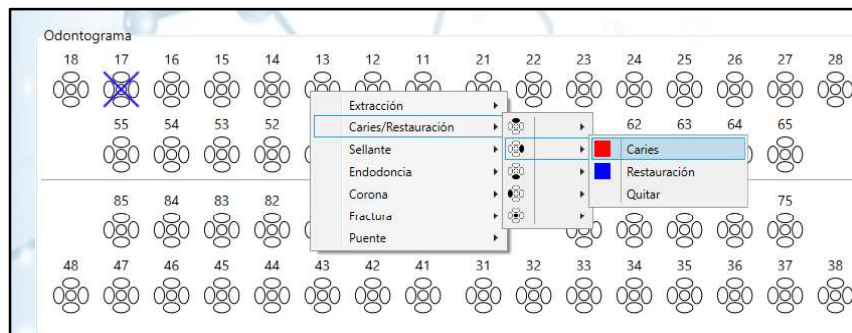 Odontograma
18 17 16 15 14 13 12 11 21 22 23 24 25 26 27 28
Extracción
Caries/Restauración
55 54 53 52 62 63 64 65
Caries
Sellante
Restauración
Endodoncia
Quitar
Corona
85 84 83 82 75
Fractura
Puente
48 47 46 45 44 43 42 41 31 32 33 34 35 36 37 38